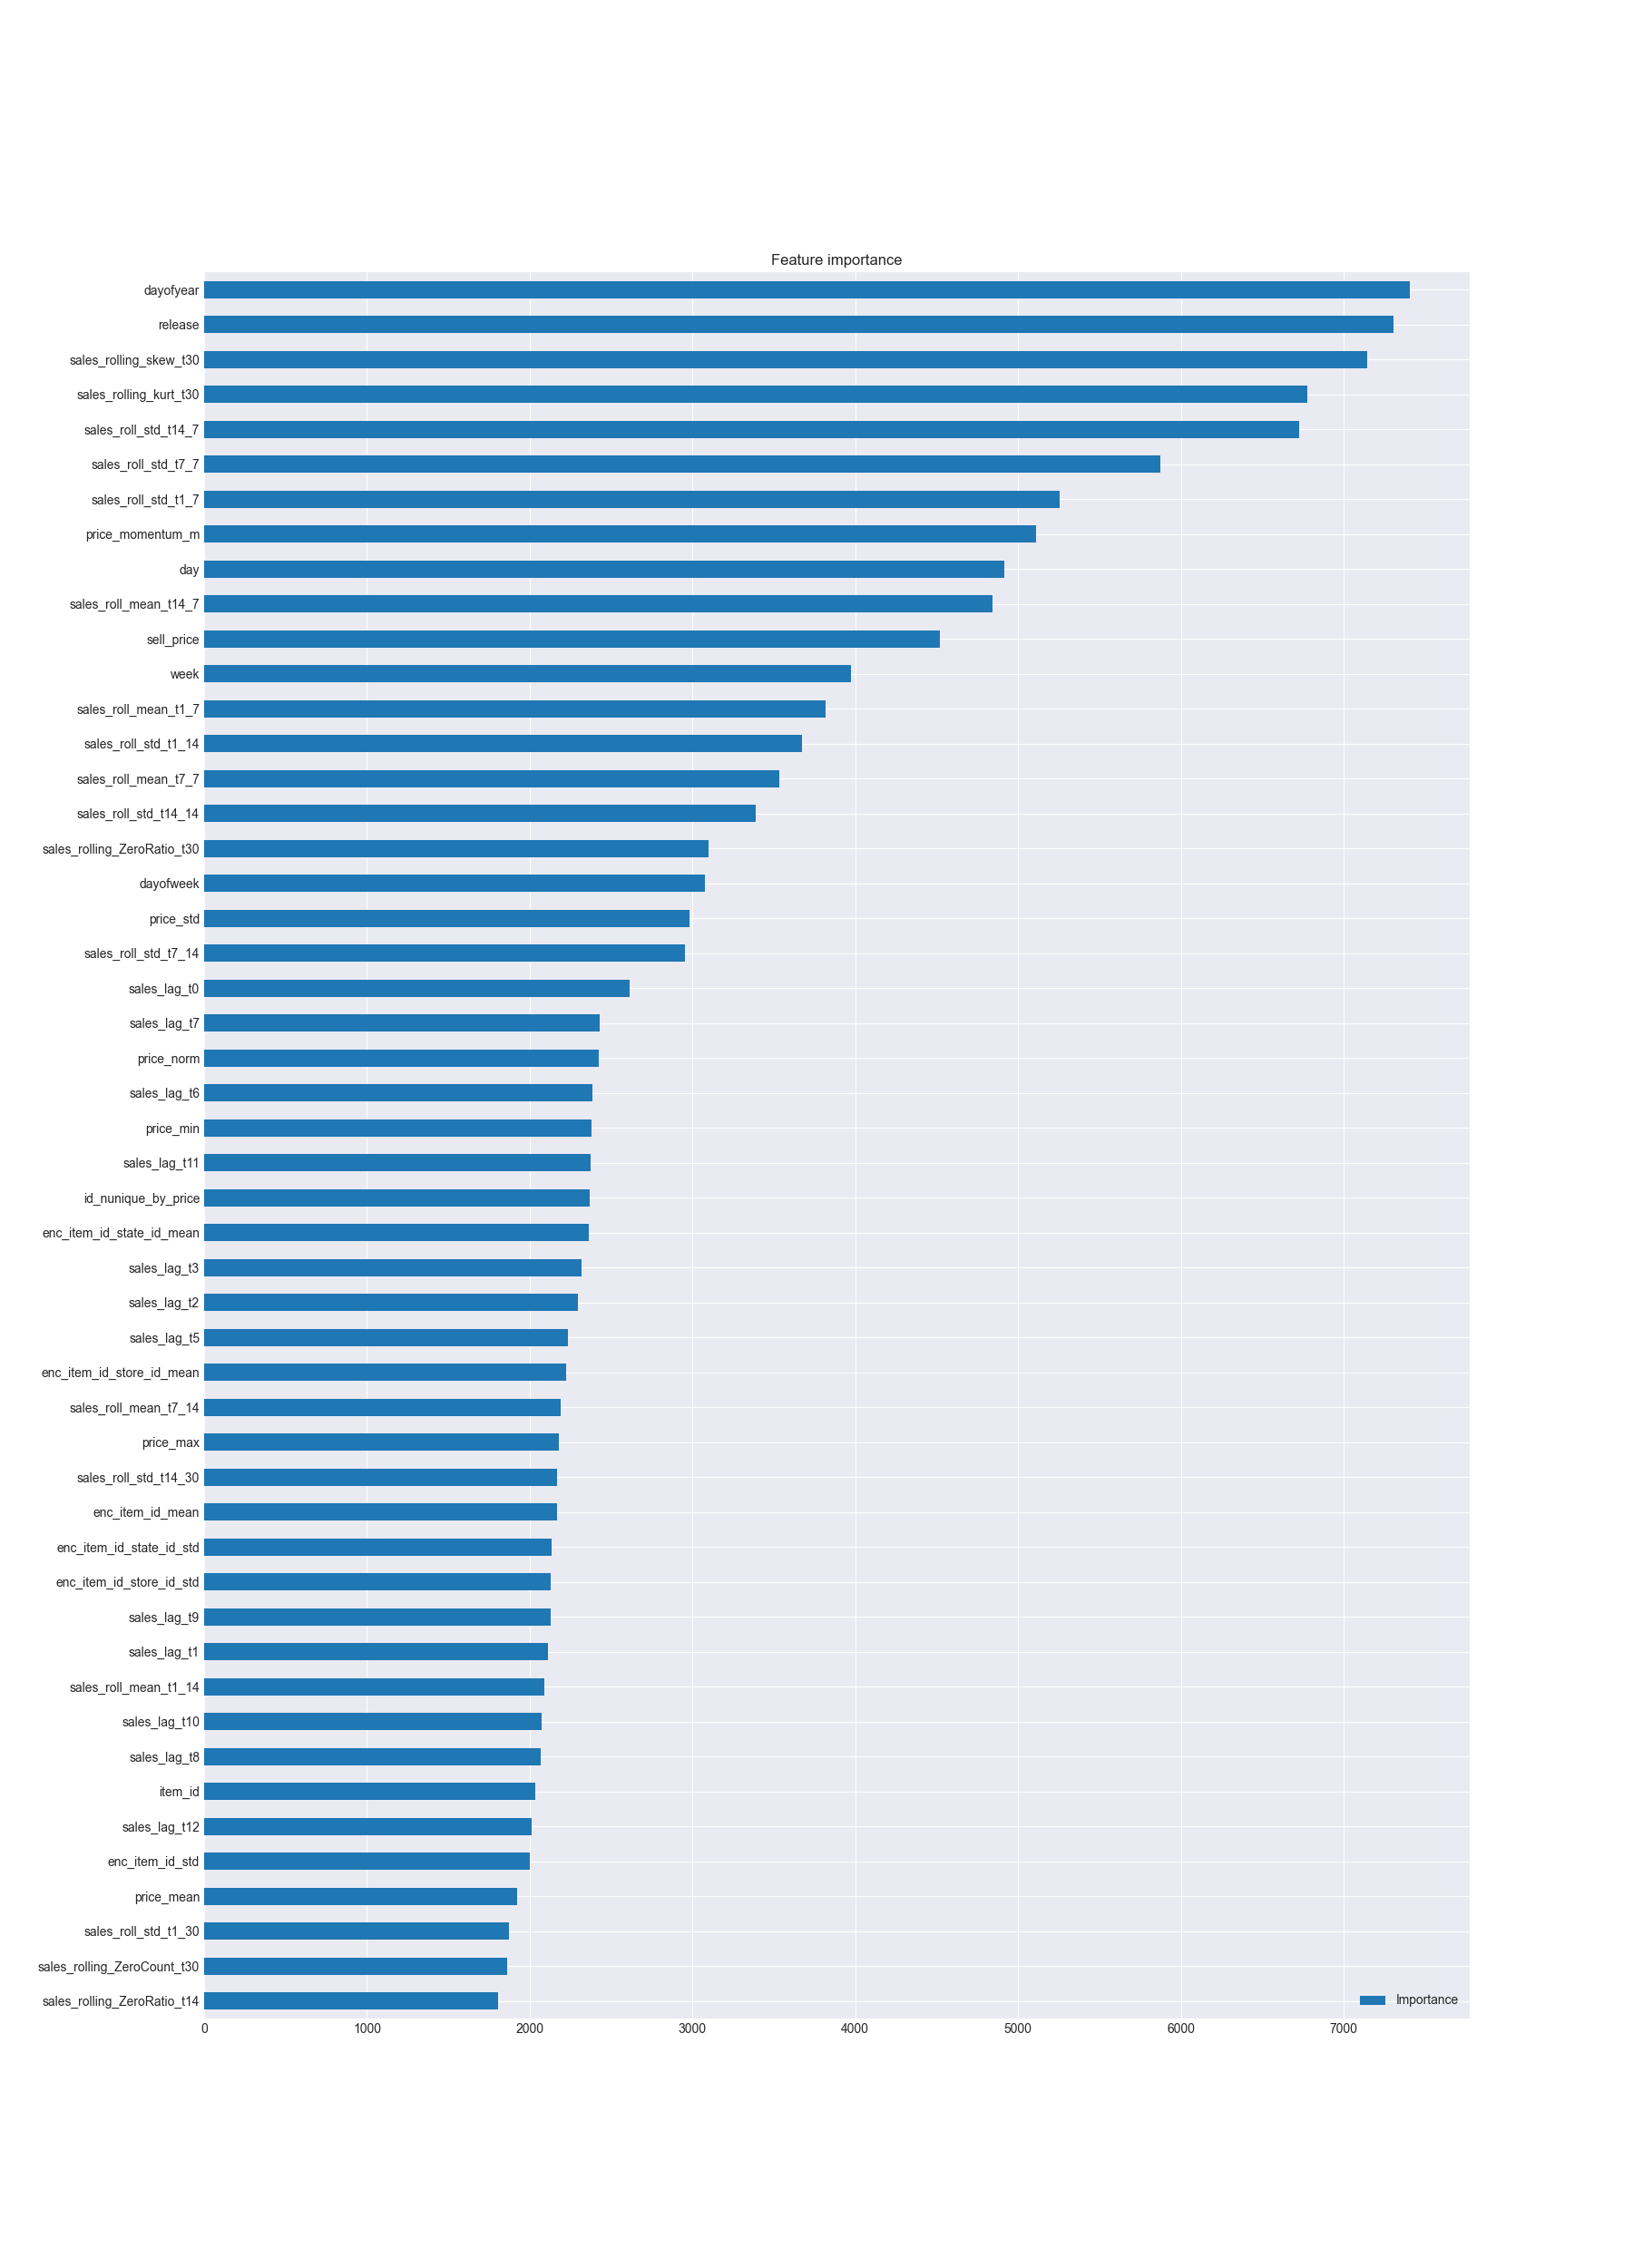 Feature importance
dayofyear
release
sales_rolling_skew_t30
sales_rolling_kurt_t30
sales_roll_std_t14_7
sales_roll_std_t7_7
sales_roll_std_t1_7
price_momentum_m
day
sales_roll_mean_t14_7
sell_price
week
sales_roll_mean_t1_7
sales_roll_std_t1_14
sales_roll_mean_t7_7
sales_roll_std_t14_14
sales_rolling_ZeroRatio_t30
dayofweek
price_std
sales_roll_std_t7_14
sales_lag_t0
sales_lag_t7
price_norm
sales_lag_t6
price_min
sales_lag_t11
id_nunique_by_price
enc_item_id_state_id_mean
sales_lag_t3
sales_lag_t2
sales_lag_t5
enc_item_id_store_id_mean
sales_roll_mean_t7_14
price_max
sales_roll_std_t14_30
enc_item_id_mean
enc_item_id_state_id_std
enc_item_id_store_id_std
sales_lag_t9
sales_lag_t1
sales_roll_mean_t1_14
sales_lag_t10
sales_lag_t8
item_id
sales_lag_t12
enc_item_id_std
price_mean
sales_roll_std_t1_30
sales_rolling_ZeroCount_t30
sales_rolling_ZeroRatio_t14
Importance
0 1000 2000 3000 4000 5000 6000 7000